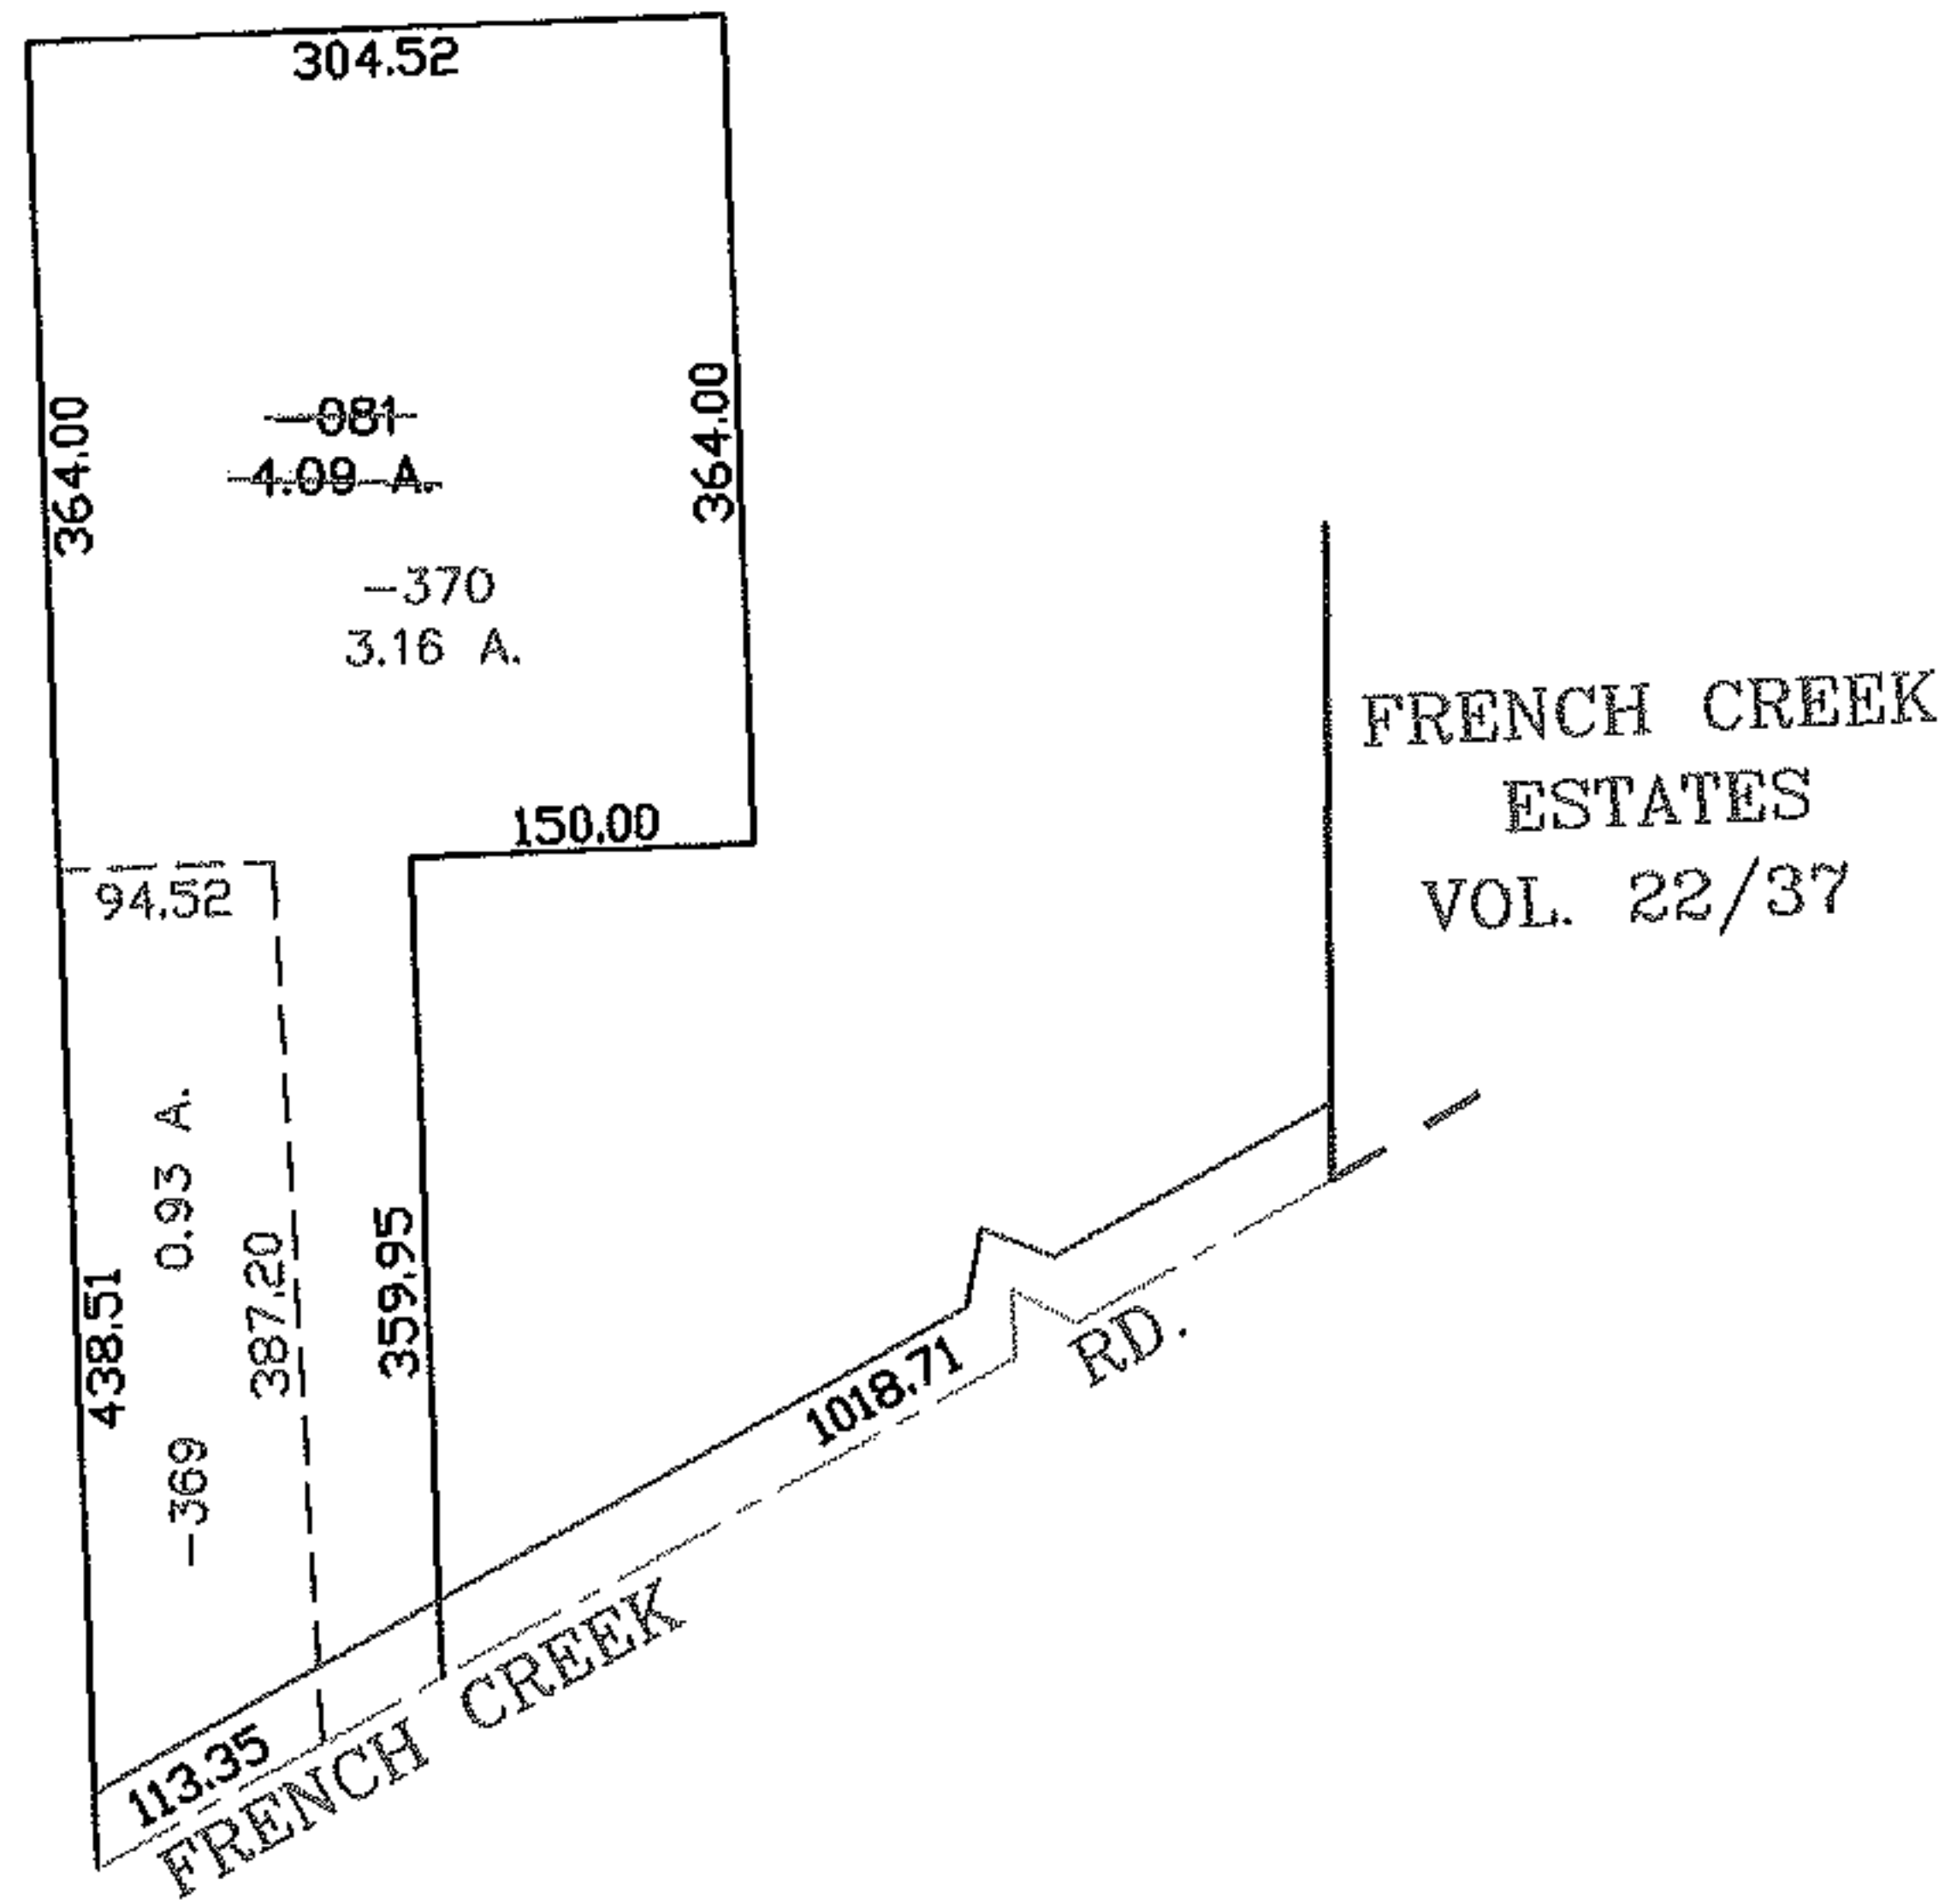 304.52
364.00
364.00
-081
4.09 A.
-370
3.16 A.
150.00
94.52
FRENCH CREEK
ESTATES
VOL. 22/37
438.51
-369 0.93 A.
387.20
359.95
1018.71
113.35
FRENCH CREEK RD.